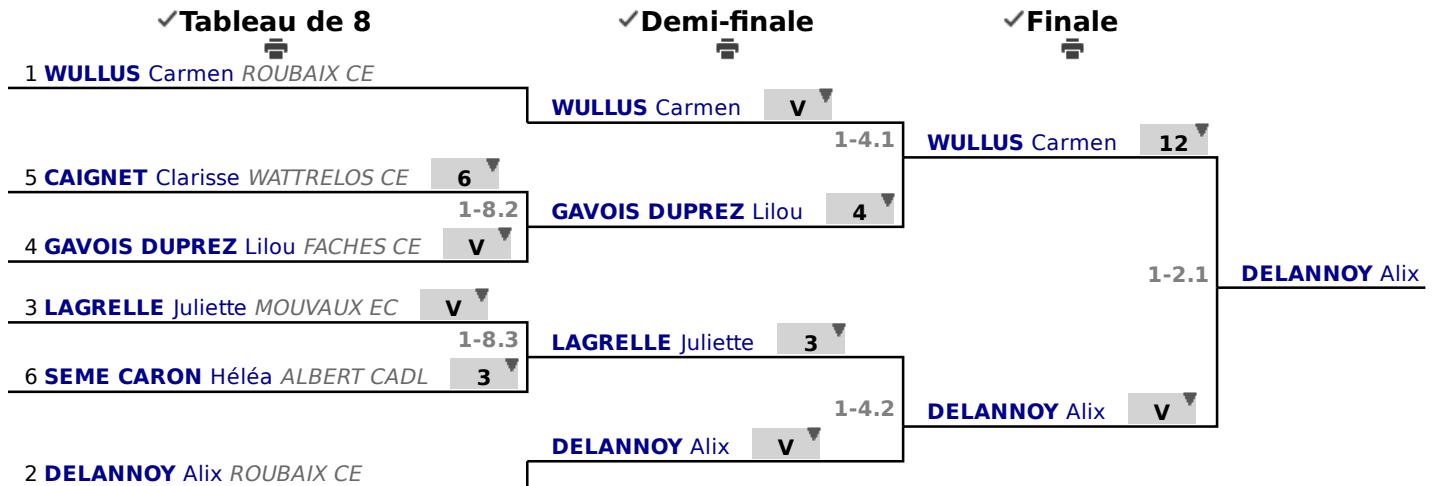 Tableau de 8
Demi-finale
Finale
1 WULLUS Carmen ROUBAIX CE
WULLUS Carmen V
1-4.1
WULLUS Carmen 12
5 CAIGNET Clarisse WATTRELOS CE 6
1-8.2
GAVOIS DUPREZ Lilou 4
4 GAVOIS DUPREZ Lilou FACHES CE V
1-2.1
DELANNOY Alix
3 LAGRELLE Juliette MOUVAUX EC V
1-8.3
LAGRELLE Juliette 3
6 SEME CARON Héléa ALBERT CADL 3
1-4.2
DELANNOY Alix V
DELANNOY Alix V
2 DELANNOY Alix ROUBAIX CE